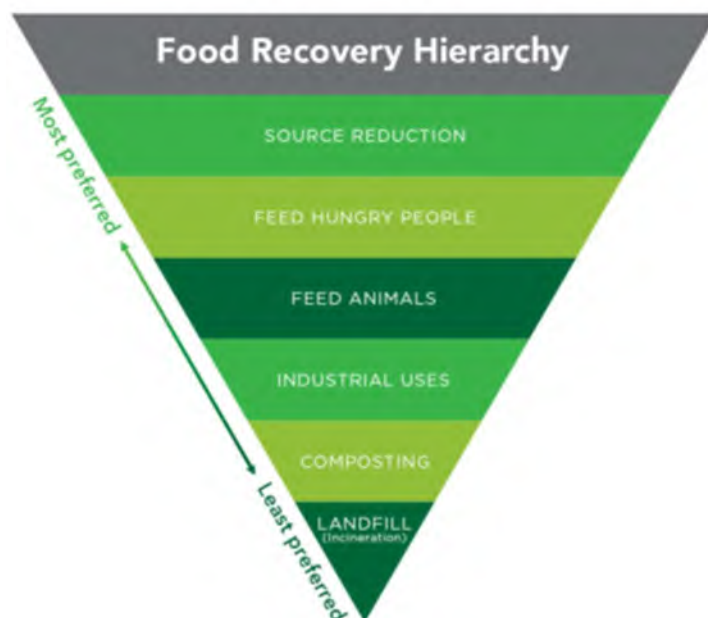 Food Recovery Hierarchy
Most preferred
SOURCE REDUCTION
FEED HUNGRY PEOPLE
FEED ANIMALS
INDUSTRIAL USES
COMPOSTING
LANDFILL
(Incineration)
Least preferred